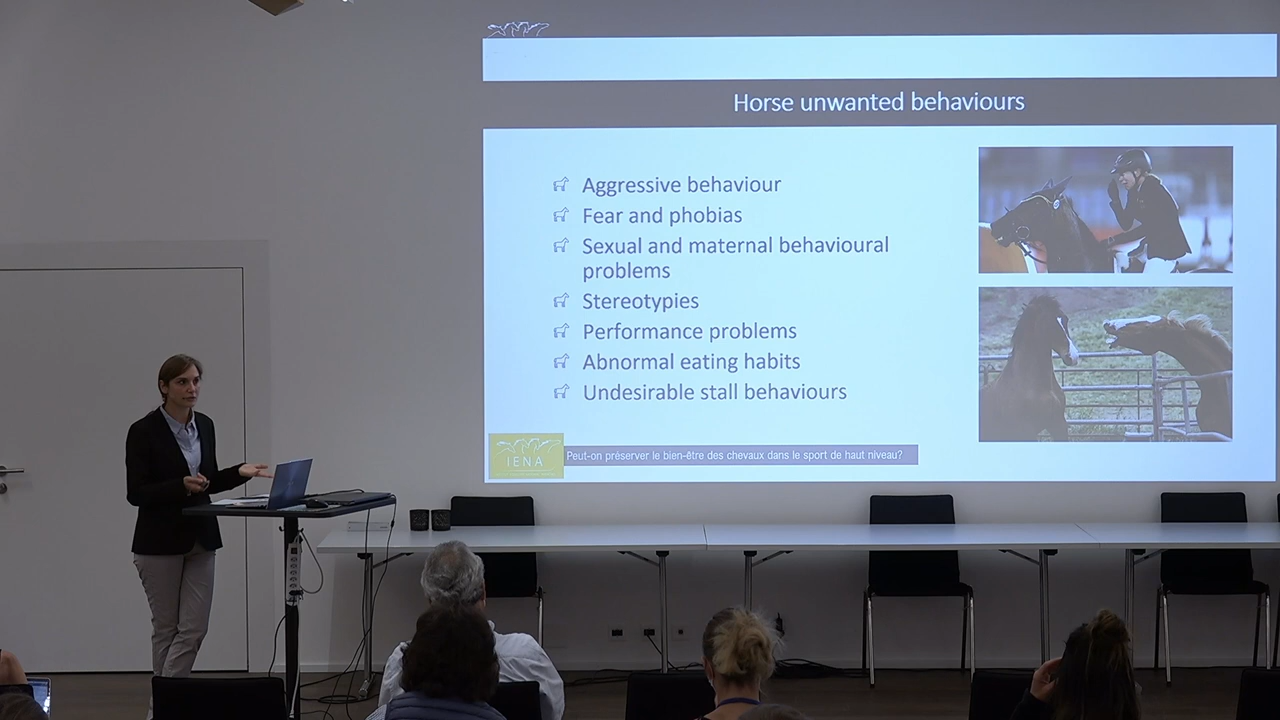 Horse unwanted behaviours
Aggressive behaviour
Fear and phobias
Sexual and maternal behavioural
problems
Stereotypies
Performance problems
Abnormal eating habits
Undesirable stall behaviours
IENA
Peut-on préserver le bien-être des chevaux dans le sport de haut niveau?